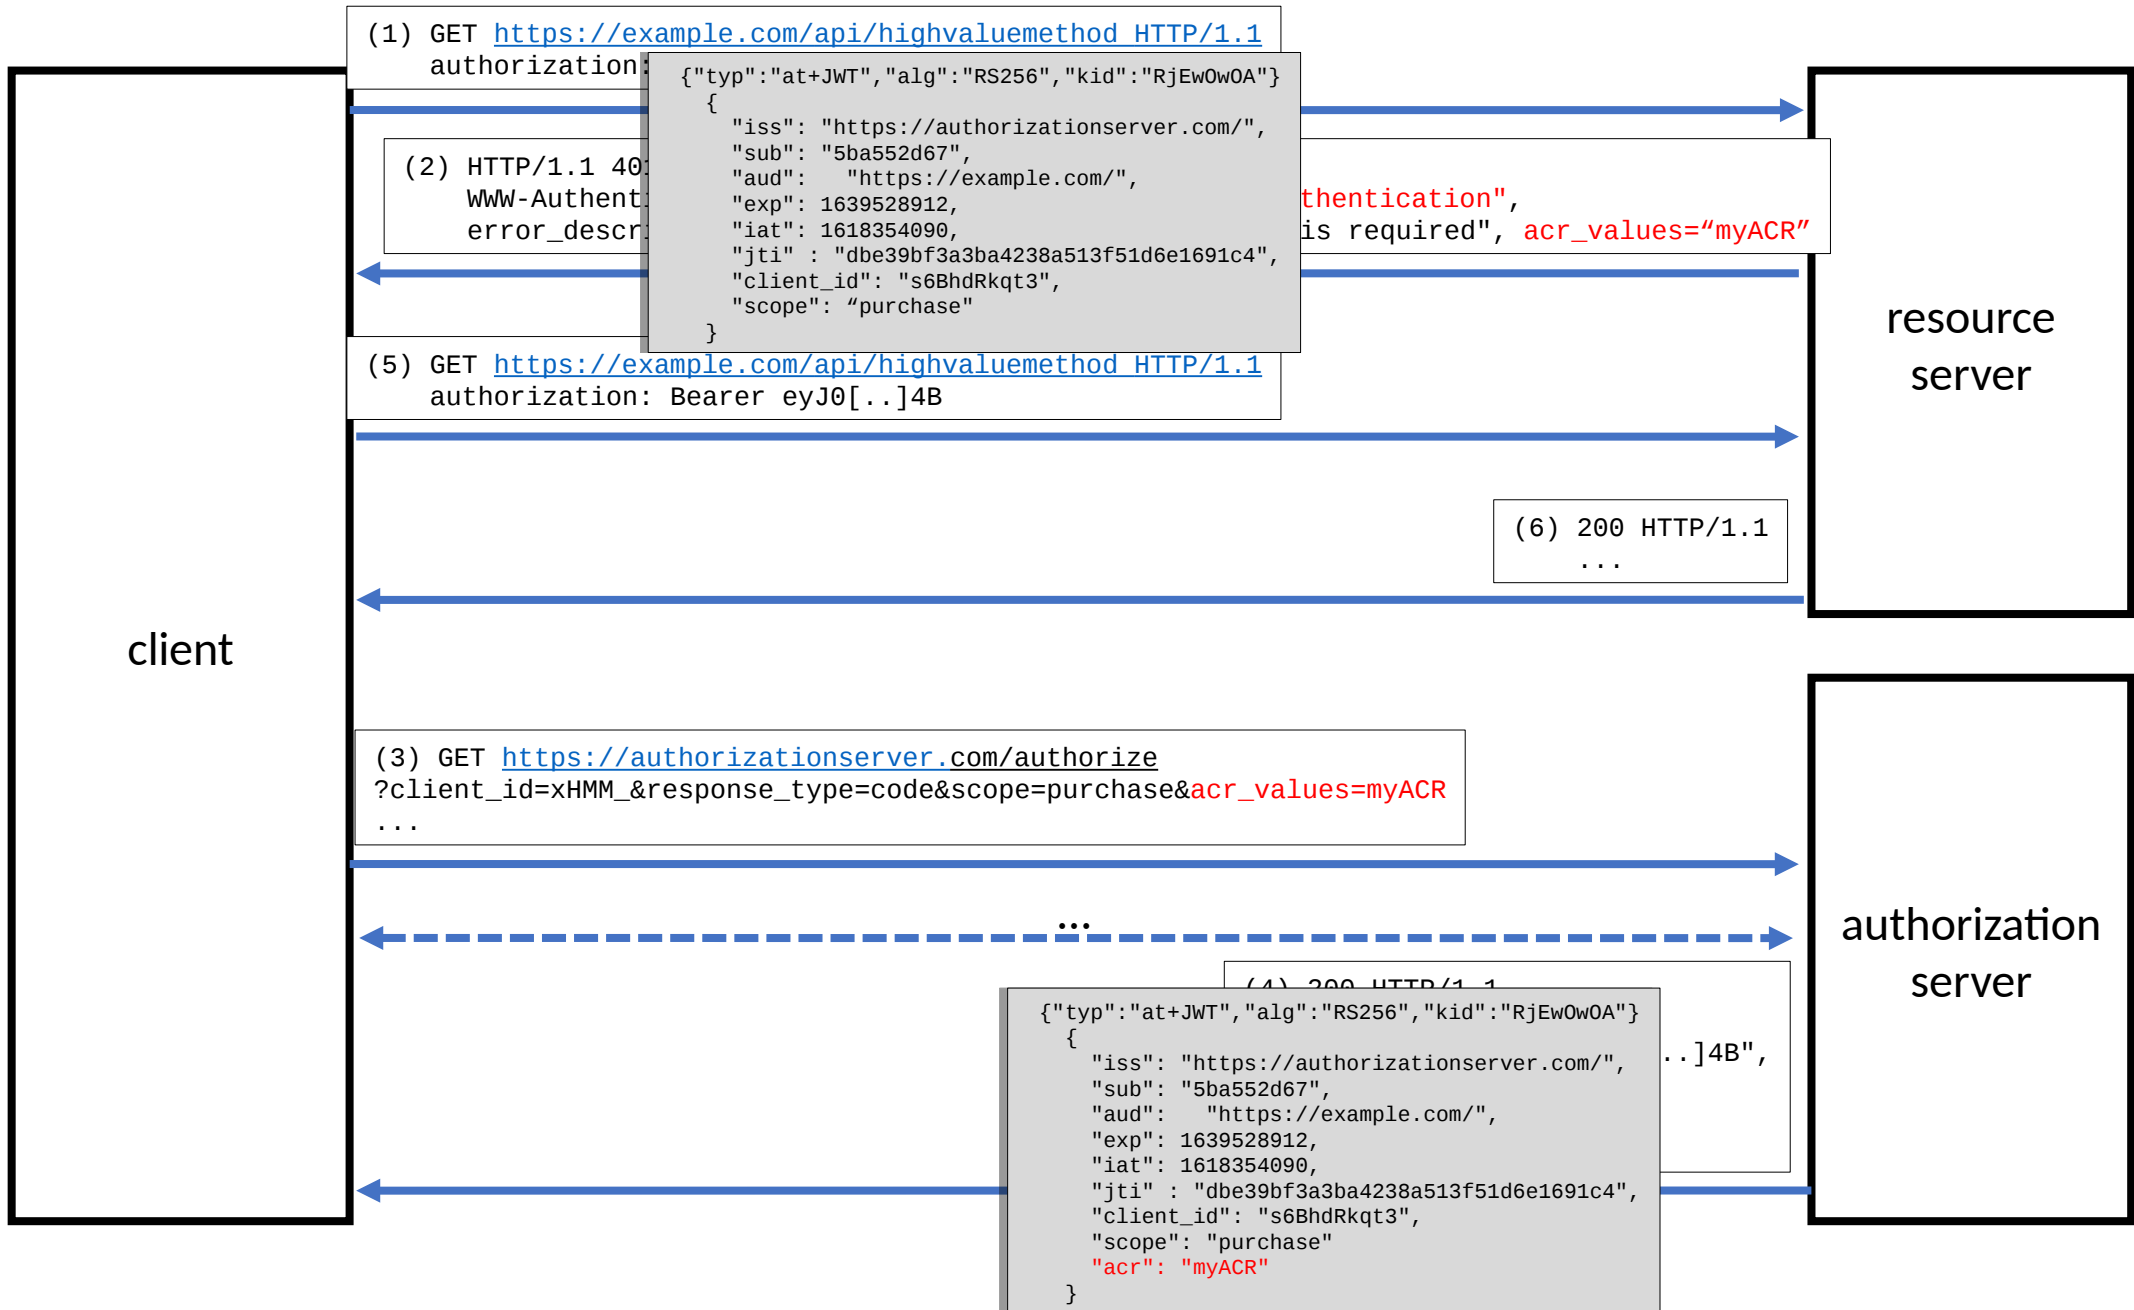 (1) GET https://example.com/api/highvaluemethod HTTP/1.1
authorization:
{"typ":"at+JWT","alg":"RS256","kid":"RjEwOwOA"}
{
"iss": "https://authorizationserver.com/",
"sub": "5ba552d67",
"aud":   "https://example.com/",
"exp": 1639528912,
"iat": 1618354090,
"jti" : "dbe39bf3a3ba4238a513f51d6e1691c4",
"client_id": "s6BhdRkqt3",
"scope": “purchase"
}
(2) HTTP/1.1
thentication",
is required", acr_values=“myACR”
(5) GET https://example.com/api/highvaluemethod HTTP/1.1
authorization: Bearer eyJ0[..]4B
resource
server
(6) 200 HTTP/1.1
...
client
(3) GET https://authorizationserver.com/authorize
?client_id=xHMM_&response_type=code&scope=purchase&acr_values=myACR
...
...
authorization
server
(4) 200 HTTP/1.1
..]4B",
{"typ":"at+JWT","alg":"RS256","kid":"RjEwOwOA"}
{
"iss": "https://authorizationserver.com/",
"sub": "5ba552d67",
"aud":   "https://example.com/",
"exp": 1639528912,
"iat": 1618354090,
"jti" : "dbe39bf3a3ba4238a513f51d6e1691c4",
"client_id": "s6BhdRkqt3",
"scope": "purchase"
"acr": "myACR"
}